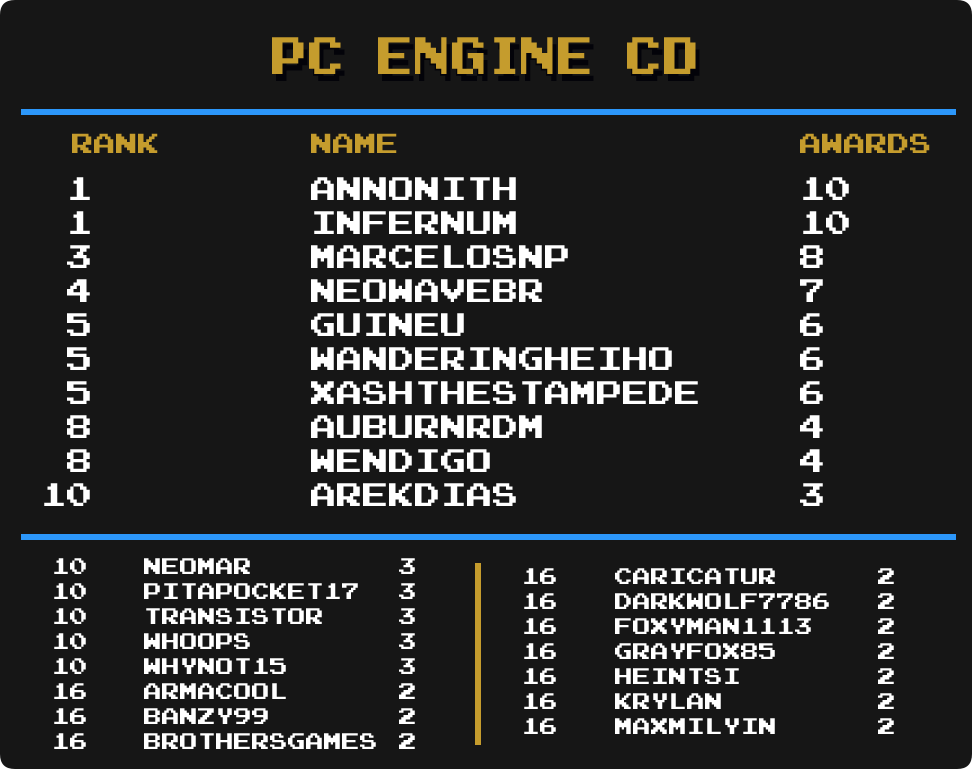 PC ENGINE CD
RANK NAME AWARDS
1 ANNONITH 10
1 INFERNUM 10
3 MARCELOSNP 8
4 NEOWAVEBR 7
5 GUINEU 6
5 WANDERINGHEIHO 6
5 XASHTHESTAMPEDE 6
8 AUBURNRDM 4
8 WENDIGO 4
10 AREKDIAS 3
10 NEOMAR 3
10 PITAPOCKET17 3
10 TRANSISTOR 3
10 WHOOPS 3
10 WHYNOT15 3
16 ARMACOOL 2
16 BANZY99 2
16 BROTHERSGAMES 2
16 CARICATUR 2
16 DARKWOLF7786 2
16 FOXYMAN1113 2
16 GRAYFOX85 2
16 HEINTSI 2
16 KRYLAN 2
16 MAXMILYIN 2